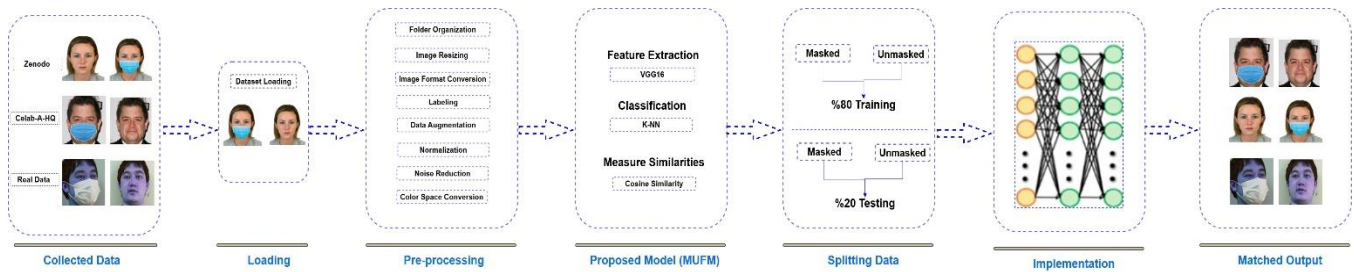 Zenodo
Celab-A-HQ
Real Data
Collected Data
Dataset Loading
Loading
Folder Organization
Image Resizing
Image Format Conversion
Labeling
Data Augmentation
Normalization
Noise Reduction
Color Space Conversion
Pre-processing
Feature Extraction
VGG16
Classification
K-NN
Measure Similarities
Cosine Similarity
Proposed Model (MUFM)
Masked Unmasked
%80 Training
Masked Unmasked
%20 Testing
Splitting Data
Implementation
Matched Output